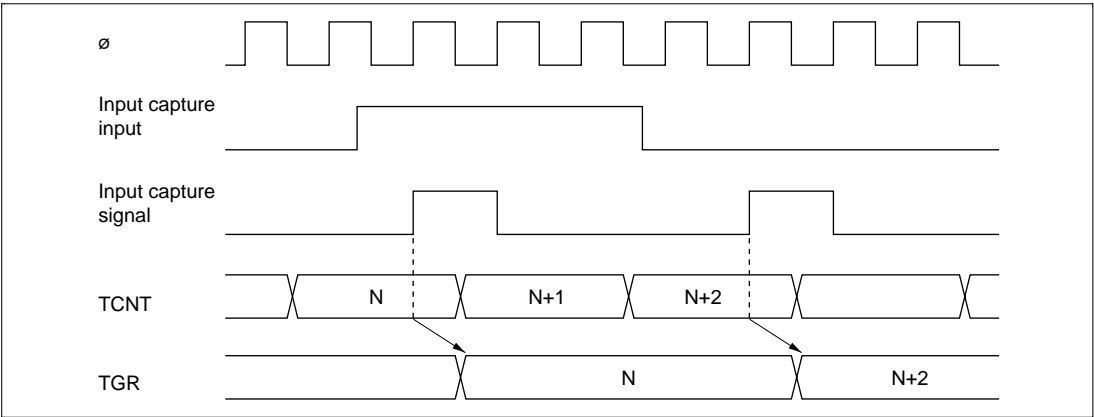 ø
Input capture
input
Input capture
signal
TCNT N N+1 N+2
TGR N N+2